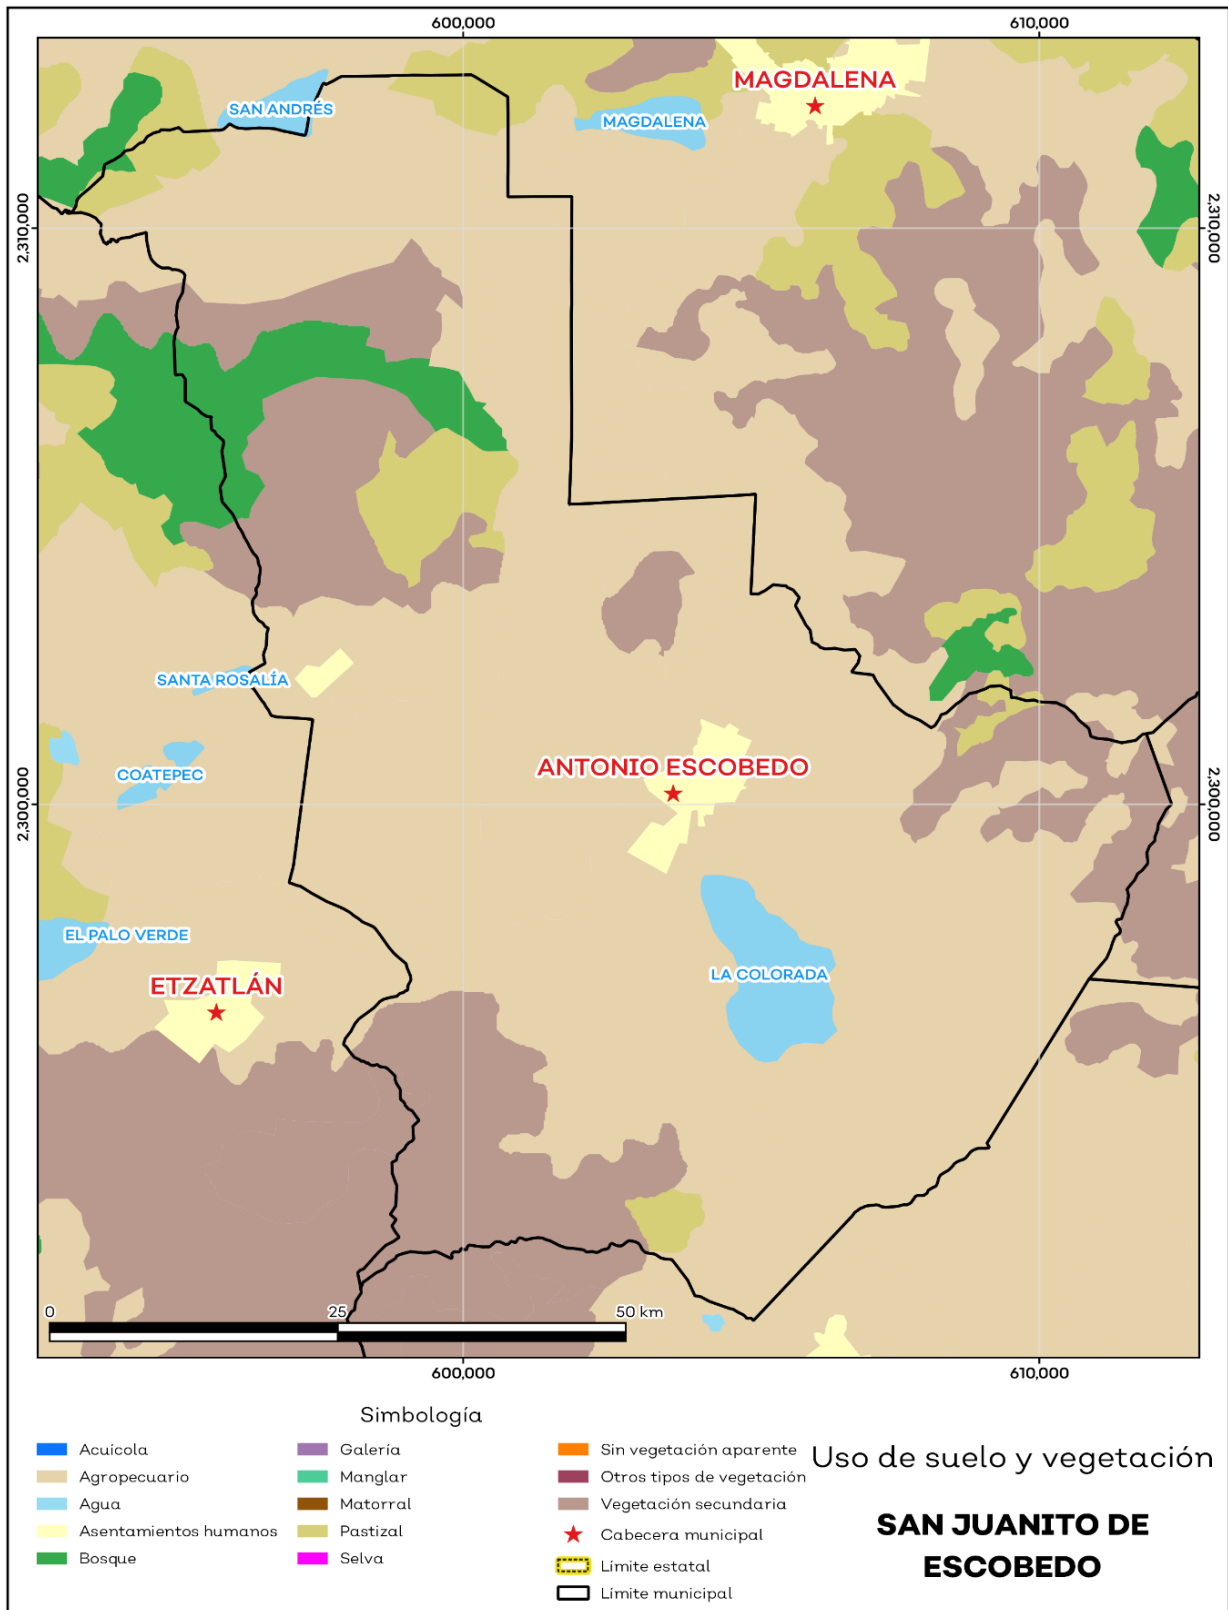 600,000
610,000
MAGDALENA
SAN ANDRÉS
MAGDALENA
2,310,000
2,310,000
SANTA ROSALÍA
ANTONIO ESCOBEDO
COATEPEC
2,300,000
2,300,000
EL PALO VERDE
LA COLORADA
ETZATLÁN
0 25 50 km
600,000
610,000
Simbología
Acuícola
Agropecuario
Agua
Asentamientos humanos
Bosque
Galería
Manglar
Matorral
Pastizal
Selva
Sin vegetación aparente
Otros tipos de vegetación
Vegetación secundaria
Cabecera municipal
Límite estatal
Límite municipal
Uso de suelo y vegetación
SAN JUANITO DE
ESCOBEDO